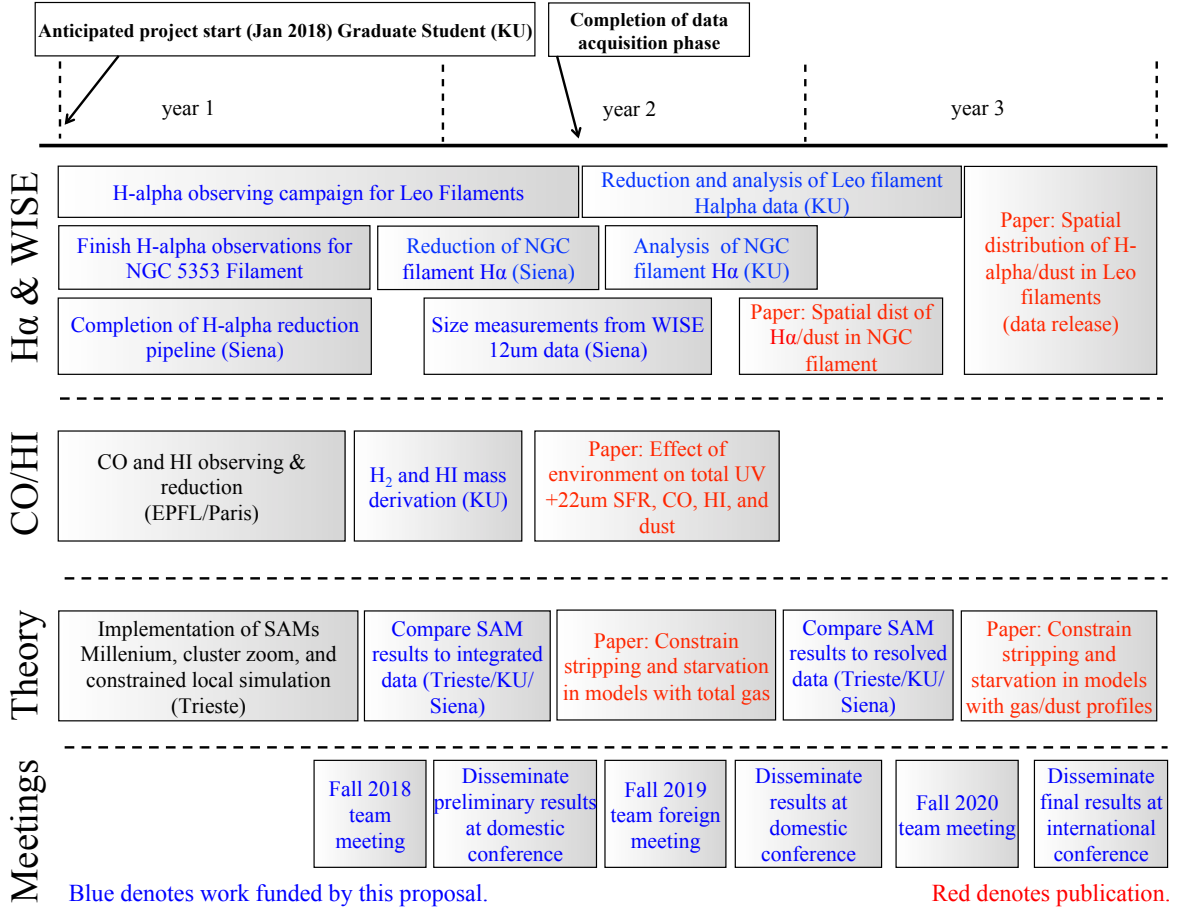 Anticipated project start (Jan 2018) Graduate Student (KU)
Completion of data
acquisition phase
year 1
year 2
year 3
Hα & WISE
H-alpha observing campaign for Leo Filaments
Reduction and analysis of Leo filament
Halpha data (KU)
Paper: Spatial
distribution of H-
alpha/dust in Leo
filaments
(data release)
Finish H-alpha observations for
NGC 5353 Filament
Reduction of NGC
filament Hα (Siena)
Analysis of NGC
filament Hα (KU)
Completion of H-alpha reduction
pipeline (Siena)
Size measurements from WISE
12um data (Siena)
Paper: Spatial dist of
Hα/dust in NGC
filament
CO/HI
CO and HI observing &
reduction
(EPFL/Paris)
H₂ and HI mass
derivation (KU)
Paper: Effect of
environment on total UV
+22um SFR, CO, HI, and
dust
Theory
Implementation of SAMs
Millenium, cluster zoom, and
constrained local simulation
(Trieste)
Compare SAM
results to integrated
data (Trieste/KU/
Siena)
Paper: Constrain
stripping and starvation
in models with total gas
Compare SAM
results to resolved
data (Trieste/KU/
Siena)
Paper: Constrain
stripping and
starvation in models
with gas/dust profiles
Meetings
Fall 2018
team
meeting
Disseminate
preliminary results
at domestic
conference
Fall 2019
team foreign
meeting
Disseminate
results at
domestic
conference
Fall 2020
team meeting
Disseminate
final results at
international
conference
Blue denotes work funded by this proposal.
Red denotes publication.